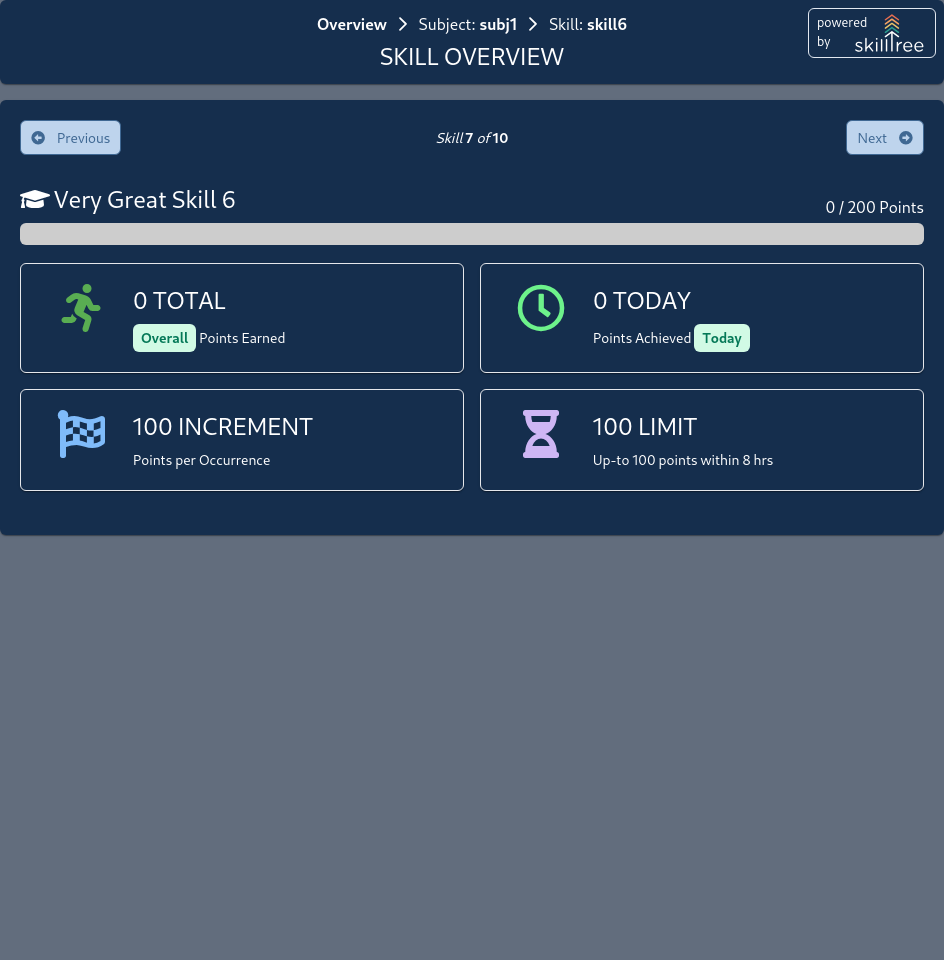 Overview Subject: subj1 Skill: skill6
SKILL OVERVIEW
powered
by skilltree
Previous
Skill 7 of 10
Next
Very Great Skill 6
0 / 200 Points
0 TOTAL
Overall Points Earned
0 TODAY
Points Achieved Today
100 INCREMENT
Points per Occurrence
100 LIMIT
Up-to 100 points within 8 hrs